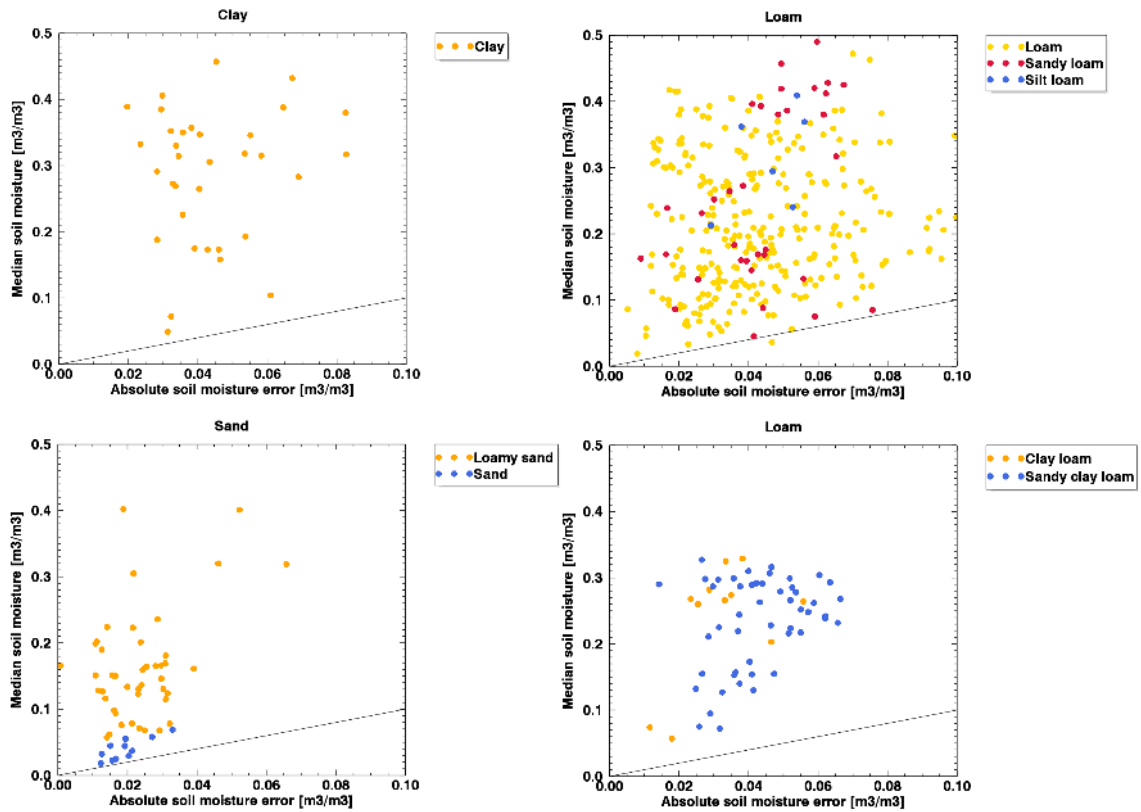 Clay
Median soil moisture [m3/m3]
0.5
0.4
0.3
0.2
0.1
0.0
0.00 0.02 0.04 0.06 0.08 0.10
Absolute soil moisture error [m3/m3]
Clay
Loam
Median soil moisture [m3/m3]
0.5
0.4
0.3
0.2
0.1
0.0
0.00 0.02 0.04 0.06 0.08 0.10
Absolute soil moisture error [m3/m3]
Loam
Sandy loam
Silt loam
Sand
Median soil moisture [m3/m3]
0.5
0.4
0.3
0.2
0.1
0.0
0.00 0.02 0.04 0.06 0.08 0.10
Absolute soil moisture error [m3/m3]
Loamy sand
Sand
Loam
Median soil moisture [m3/m3]
0.5
0.4
0.3
0.2
0.1
0.0
0.00 0.02 0.04 0.06 0.08 0.10
Absolute soil moisture error [m3/m3]
Clay loam
Sandy clay loam